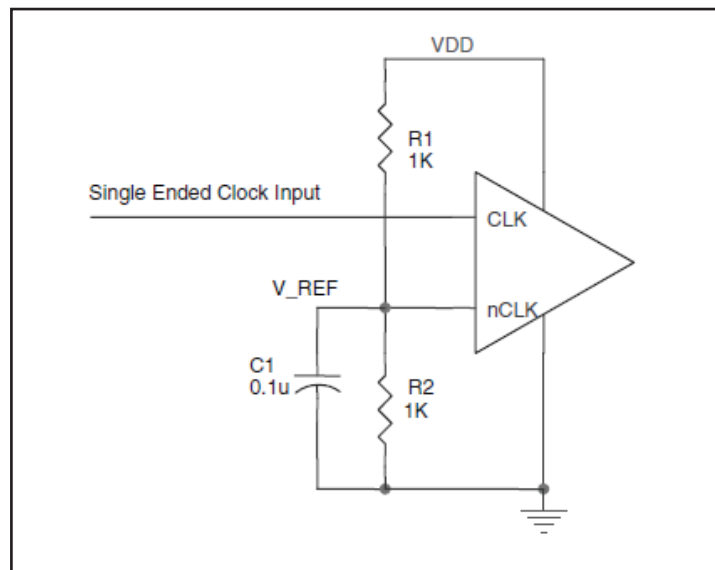 VDD
R1
1K
Single Ended Clock Input
CLK
V_REF
nCLK
C1
0.1u
R2
1K